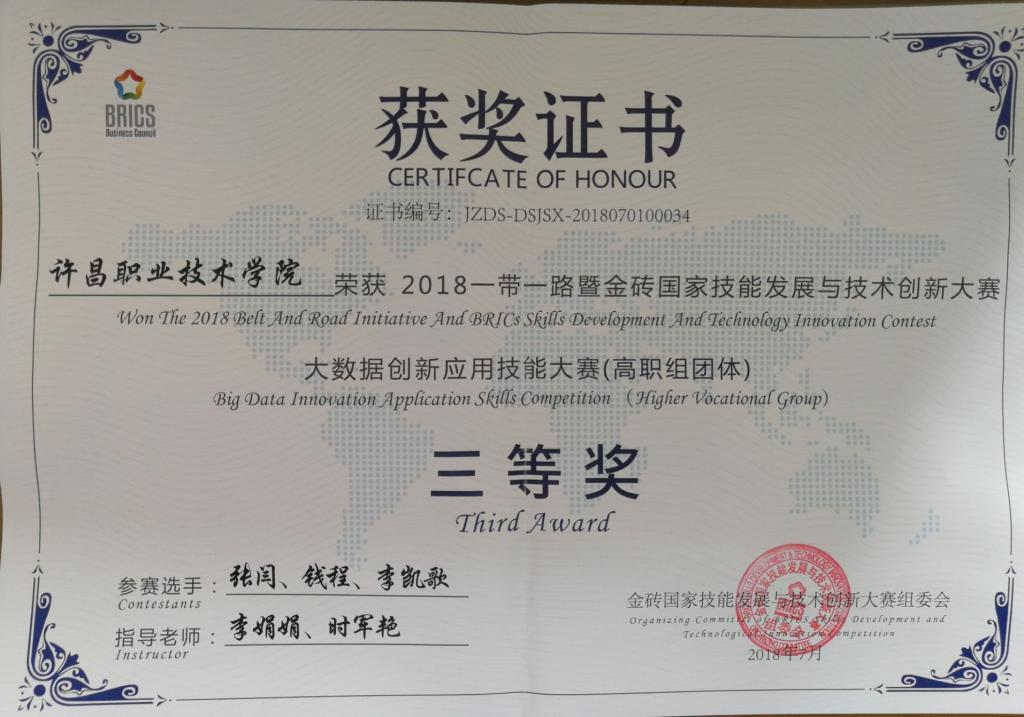 BRICS
Business Council
获奖证书
CERTIFCATE OF HONOUR
证书编号：JZDS-DSJSX-2018070100034
许昌职业技术学院 荣获 2018一带一路暨金砖国家技能发展与技术创新大赛
Won The 2018 Belt And Road Initiative And BRICs Skills Development And Technology Innovation Contest
大数据创新应用技能大赛(高职组团体)
Big Data Innovation Application Skills Competition （Higher Vocational Group）
三等奖
Third Award
参赛选手：张闫、钱程、李凯歌
Contestants
指导老师：李娟娟、时军艳
Instructor
金砖国家技能发展与技术创新大赛组委会
Organizing Committee of BRICS Skills Development and
Technological Innovation Competition
2018年7月